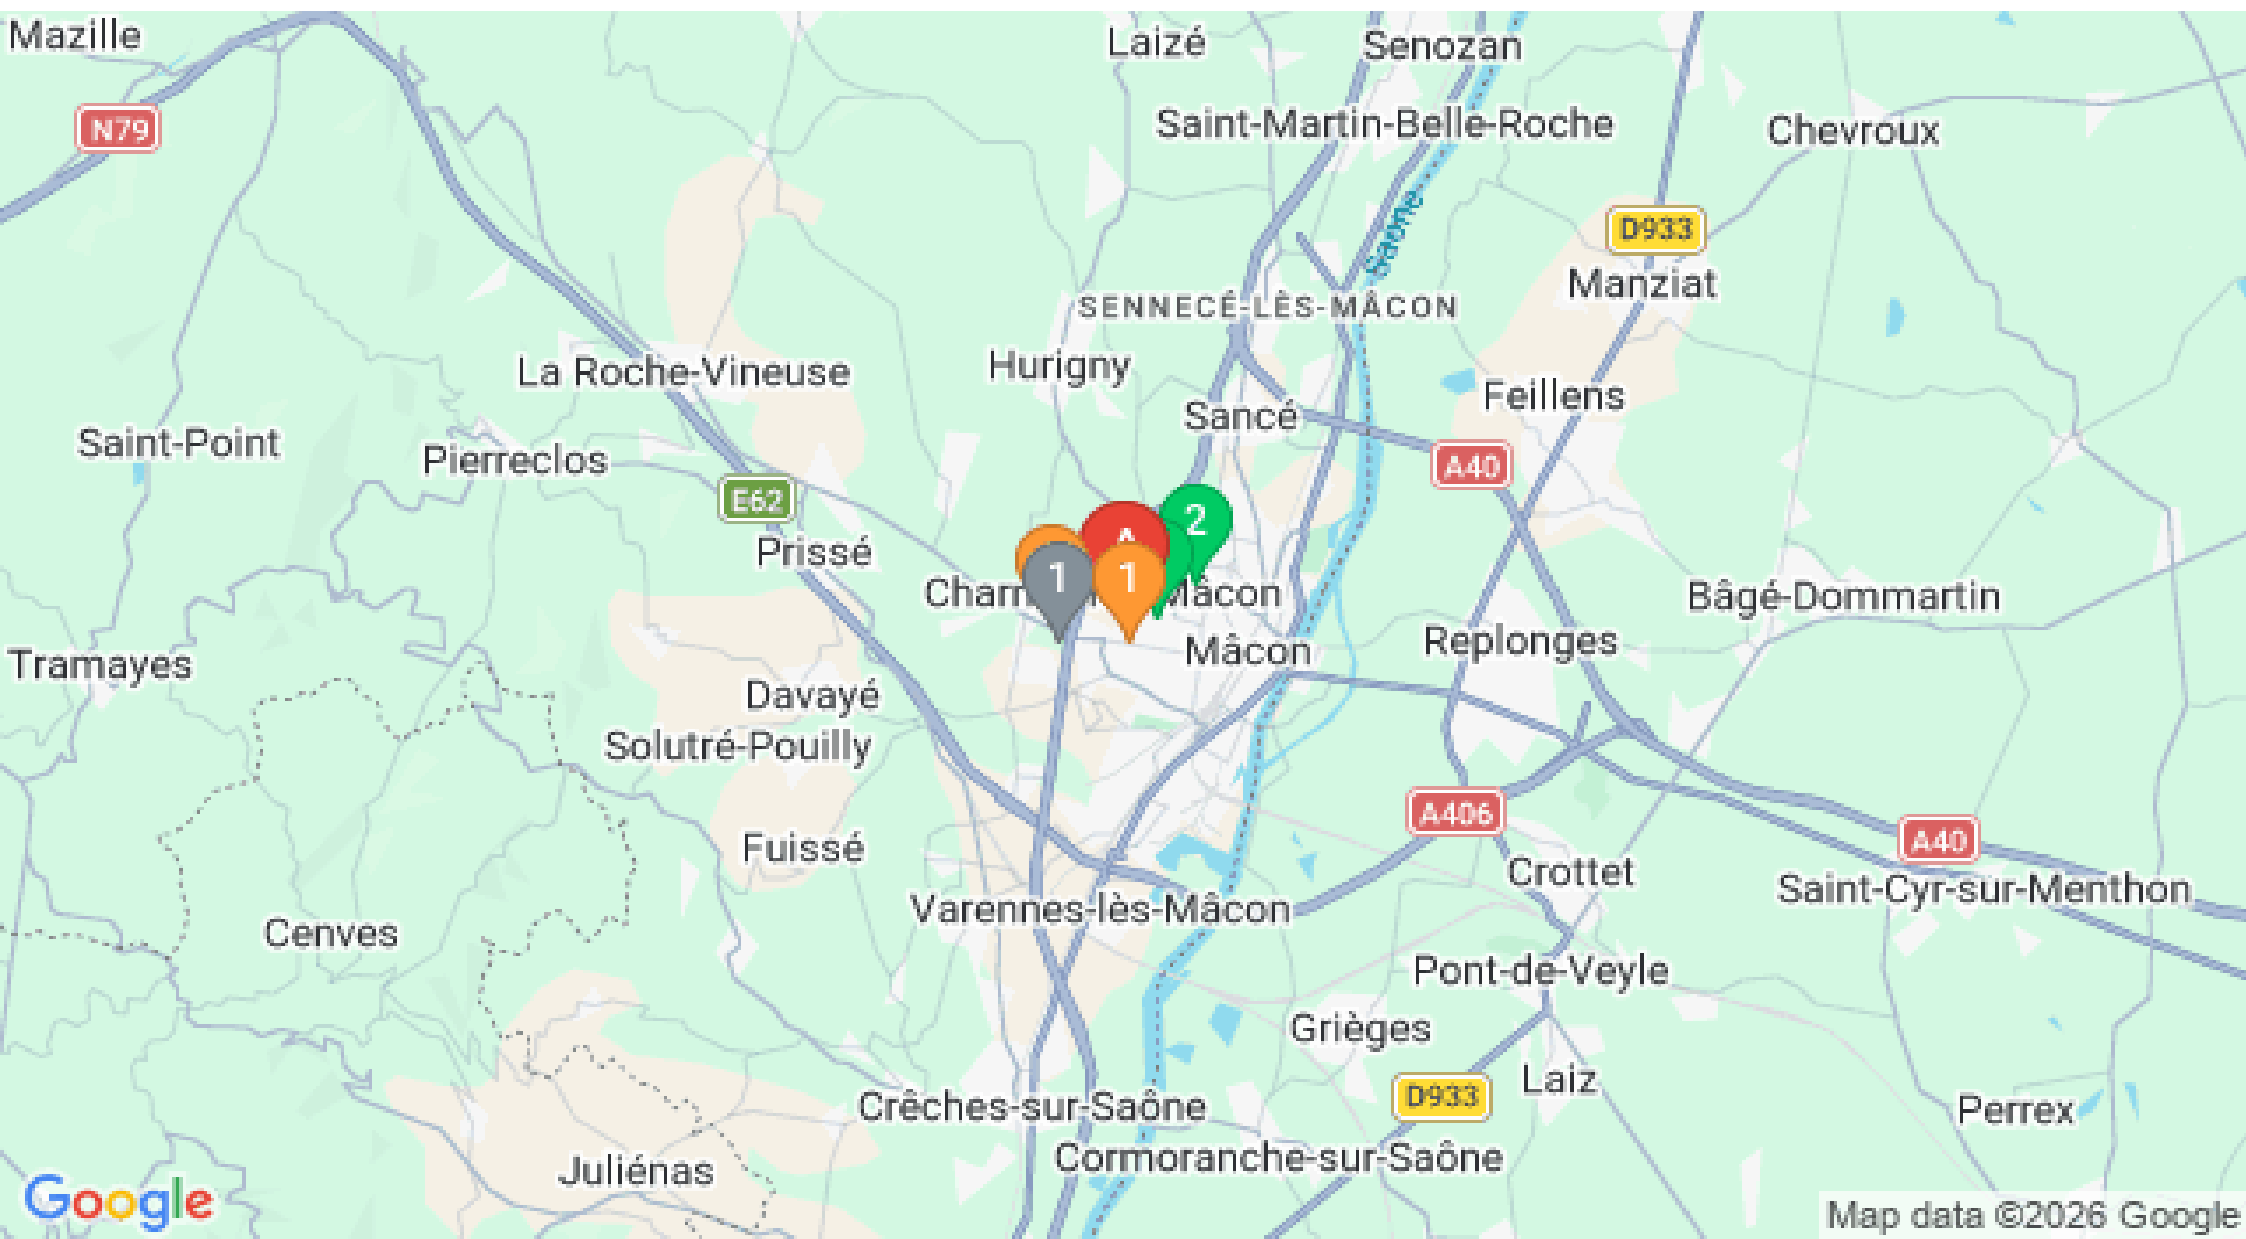 Mazille
Laizé
Senozan
N79
Saint-Martin-Belle-Roche
Chevroux
Saône
D933
Manziat
SENNECÉ-LÈS-MÂCON
La Roche-Vineuse
Hurigny
Feillens
Sancé
Saint-Point
Pierreclos
A40
E62
2
A
Prissé
1
1
Mâcon
Bâgé-Dommartin
Replonges
Mâcon
Tramayes
Davayé
Solutré-Pouilly
A406
A40
Fuissé
Crottet
Saint-Cyr-sur-Menthon
Varennes-lès-Mâcon
Cenves
Pont-de-Veyle
Grièges
Laiz
D933
Crêches-sur-Saône
Perrex
Cormoranche-sur-Saône
Juliénas
Google
Map data ©2026 Google